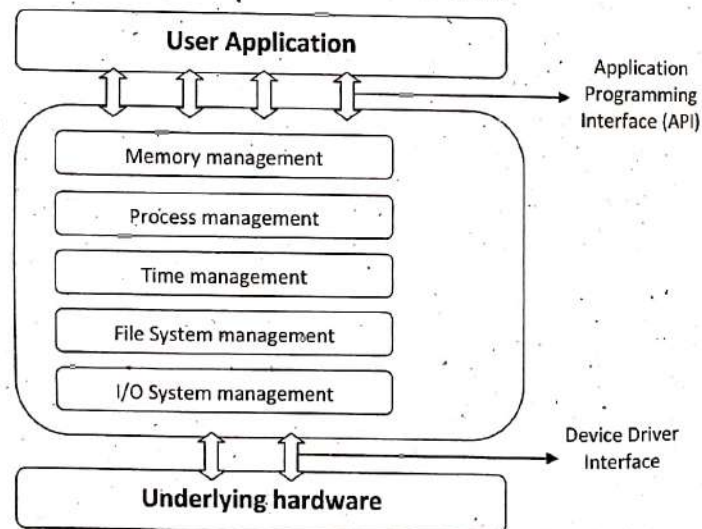 User Application
Application
Programming
Interface (API)
Memory management
Process management
Time management
File System management
I/O System management
Device Driver
Interface
Underlying hardware